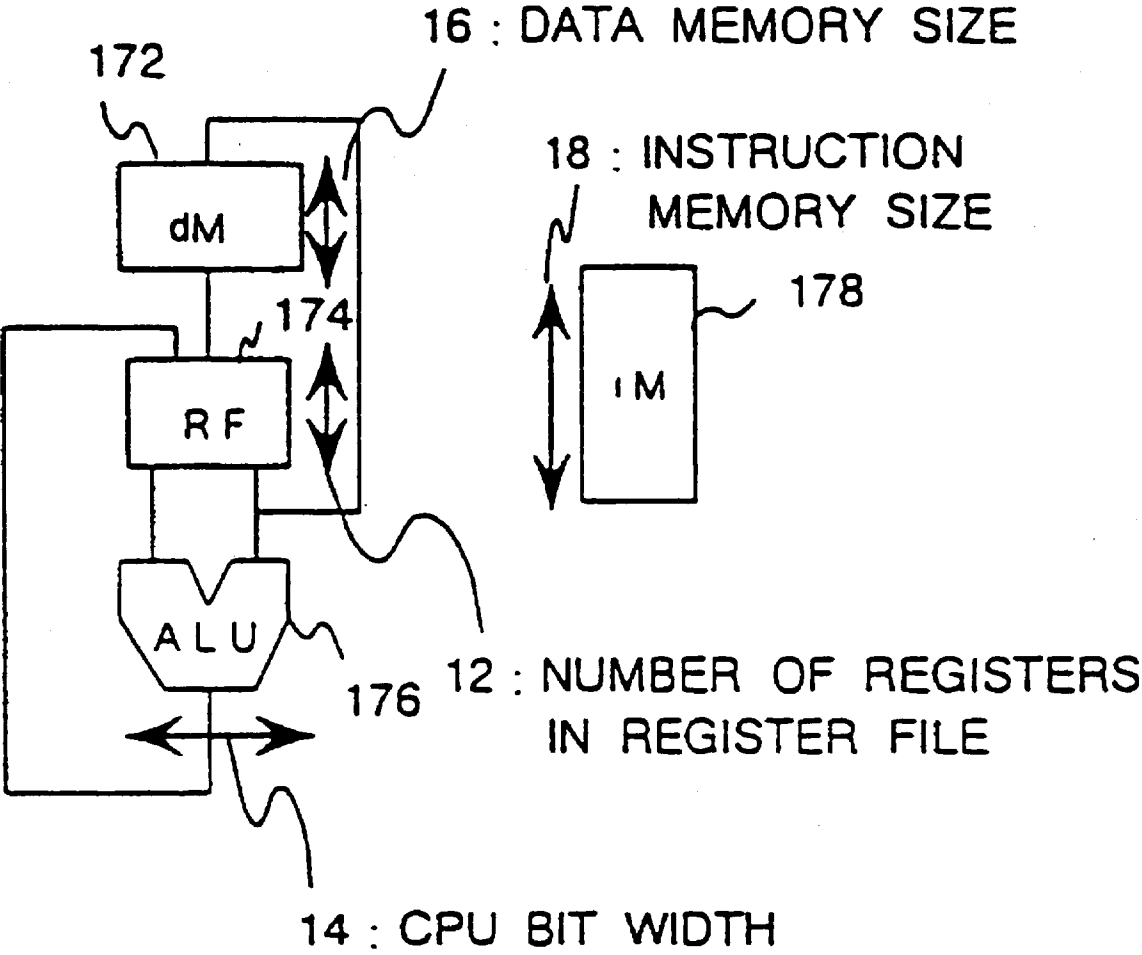 16 : DATA MEMORY SIZE
172
18 : INSTRUCTION
MEMORY SIZE
dM
174
178
iM
RF
ALU
176
12 : NUMBER OF REGISTERS
IN REGISTER FILE
14 : CPU BIT WIDTH